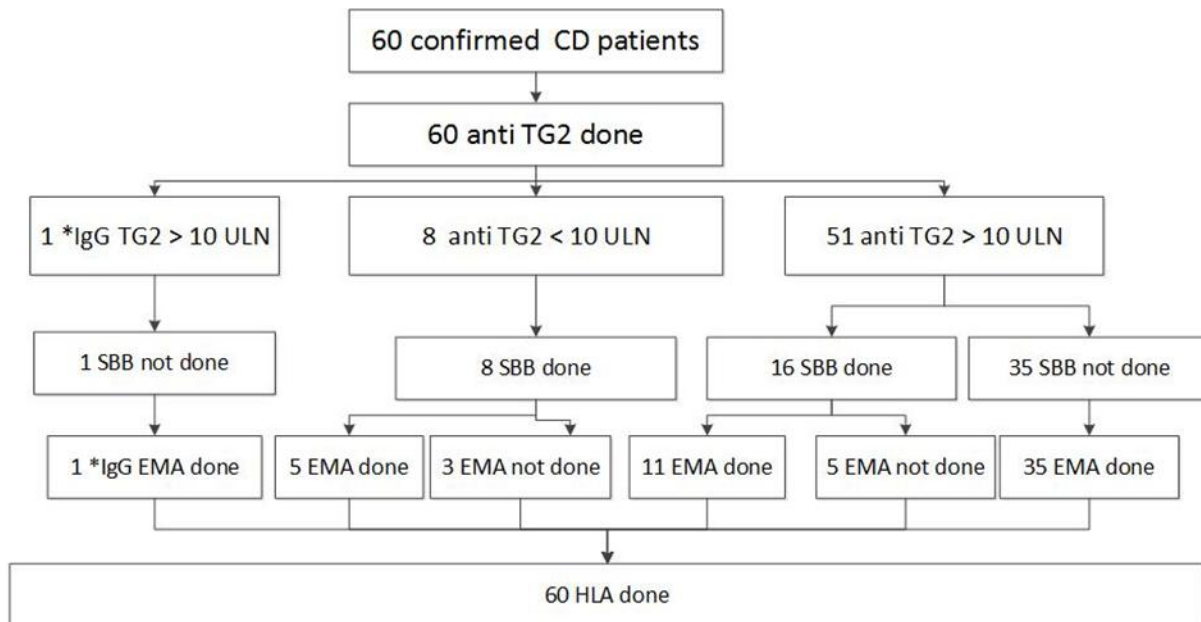 60 confirmed CD patients
60 anti TG2 done
1 *IgG TG2 > 10 ULN
8 anti TG2 < 10 ULN
51 anti TG2 > 10 ULN
1 SBB not done
8 SBB done
16 SBB done
35 SBB not done
1 *IgG EMA done
5 EMA done
3 EMA not done
11 EMA done
5 EMA not done
35 EMA done
60 HLA done